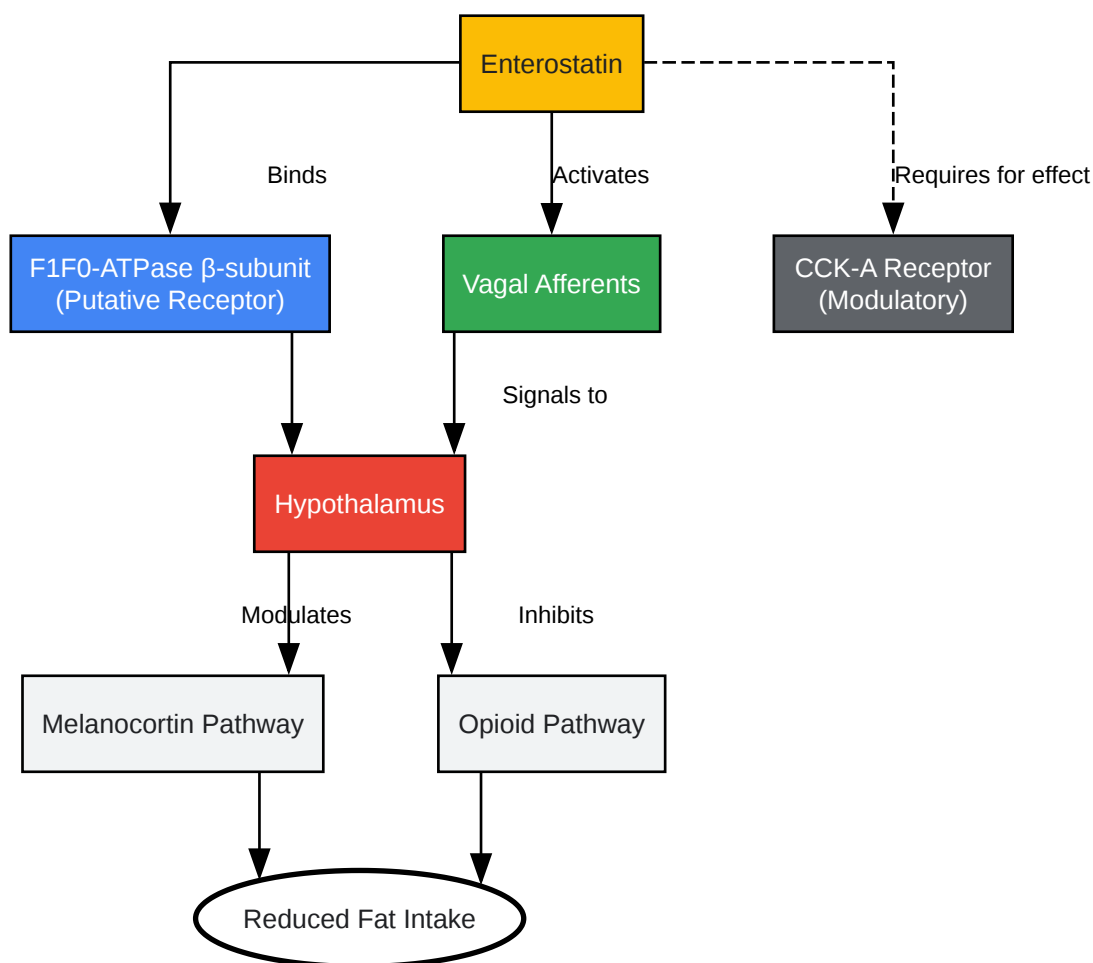 Enterostatin
Binds
Activates
Requires for effect
F1F0-ATPase β-subunit
(Putative Receptor)
Vagal Afferents
CCK-A Receptor
(Modulatory)
Signals to
Hypothalamus
Modulates
Inhibits
Melanocortin Pathway
Opioid Pathway
Reduced Fat Intake